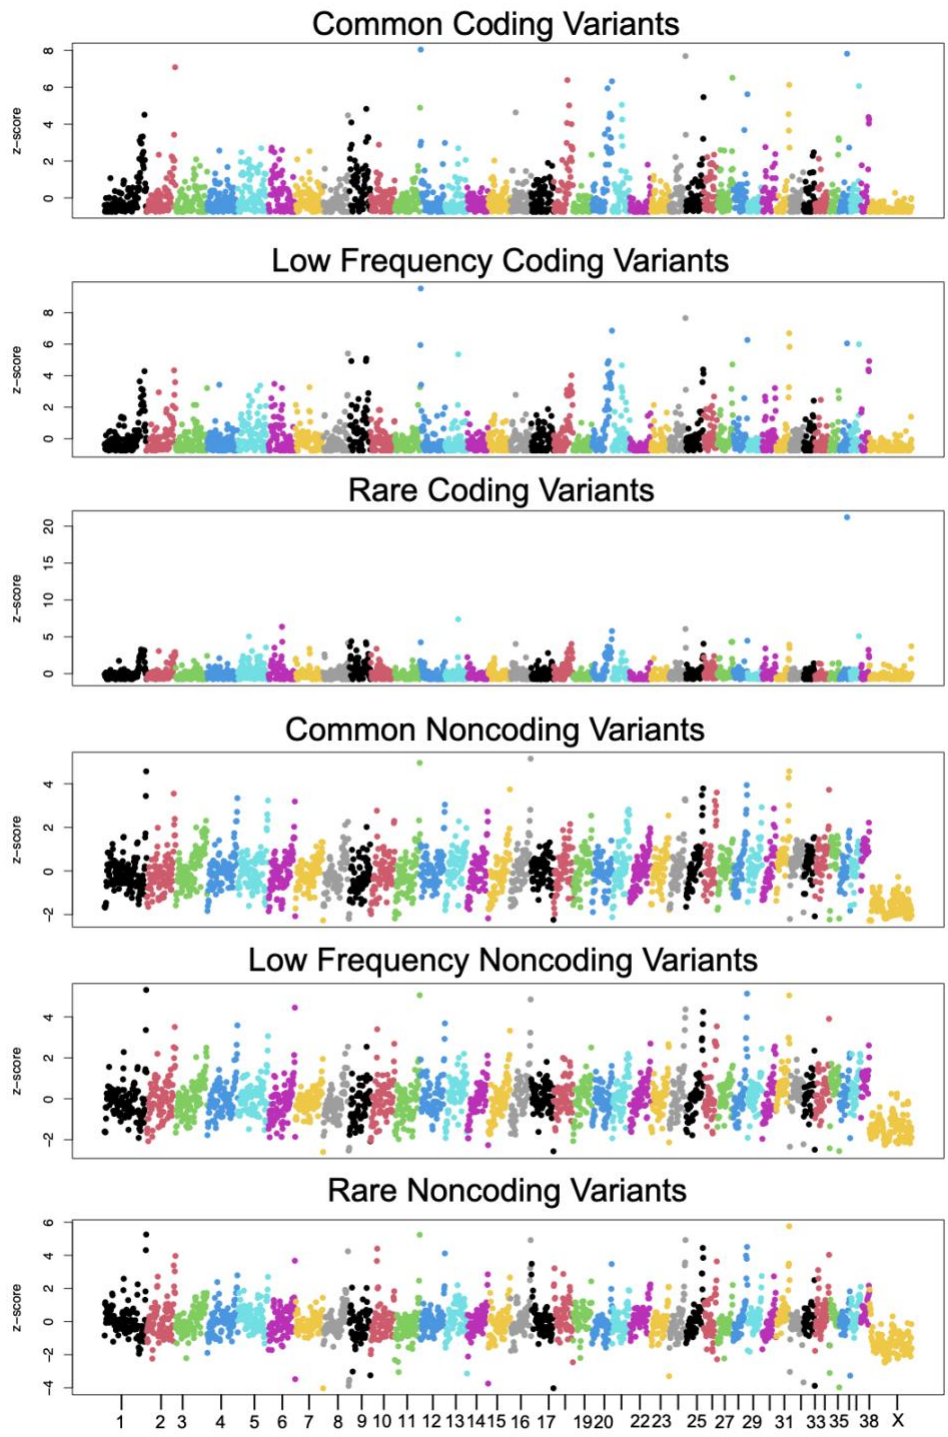 Common Coding Variants
8
6
4
2
0
z-score
Low Frequency Coding Variants
8
6
4
2
0
z-score
Rare Coding Variants
20
15
10
5
0
z-score
Common Noncoding Variants
4
2
0
−2
z-score
Low Frequency Noncoding Variants
4
2
0
−2
z-score
Rare Noncoding Variants
6
4
2
0
−2
−4
z-score
1 2 3 4 5 6 7 8 9 10 11 12 13 14 15 16 17 19 20 22 23 25 27 29 31 33 35 38 X